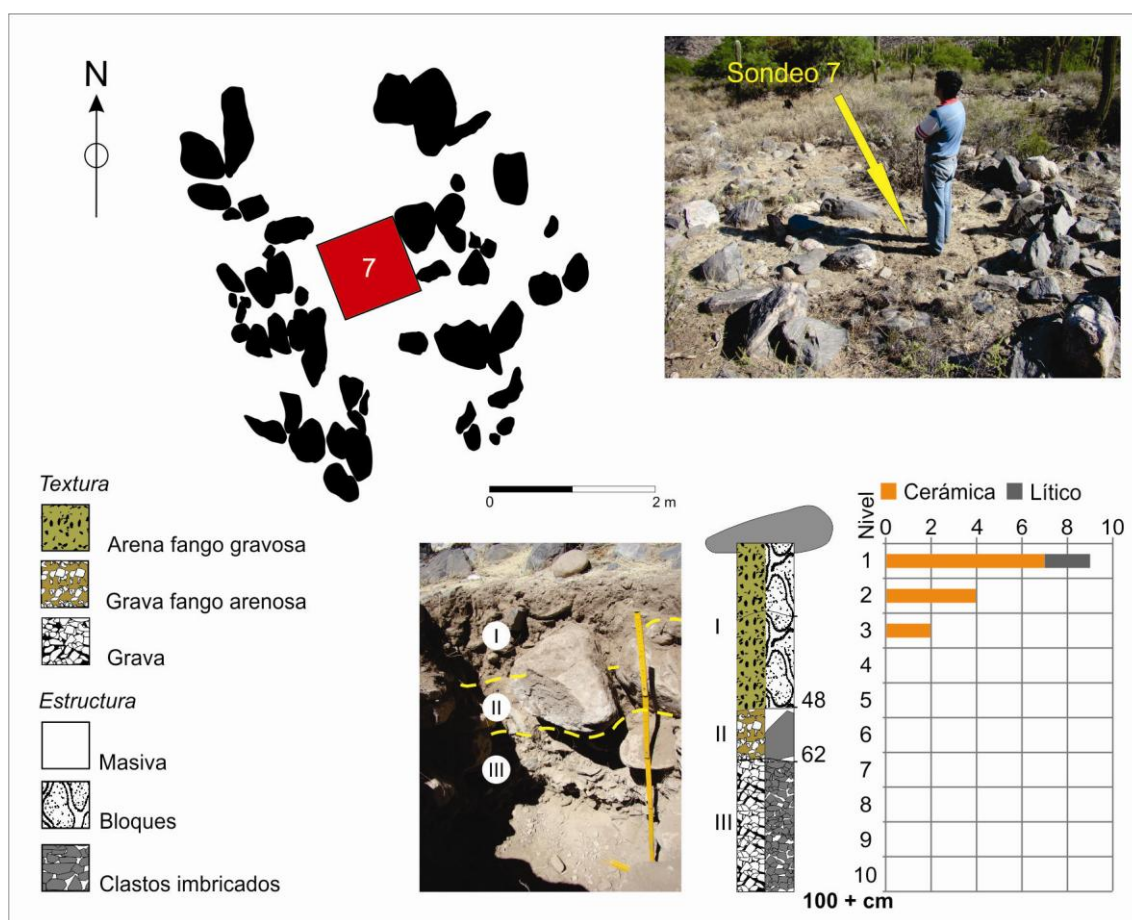 N
Sondeo 7
7
0 2 m
Textura
Arena fango gravosa
Grava fango arenosa
Grava
Estructura
Masiva
Bloques
Clastos imbricados
I
II
III
I
II
III
48
62
100 + cm
Cerámica Lítico
Nivel
0 2 4 6 8 10
1
2
3
4
5
6
7
8
9
10